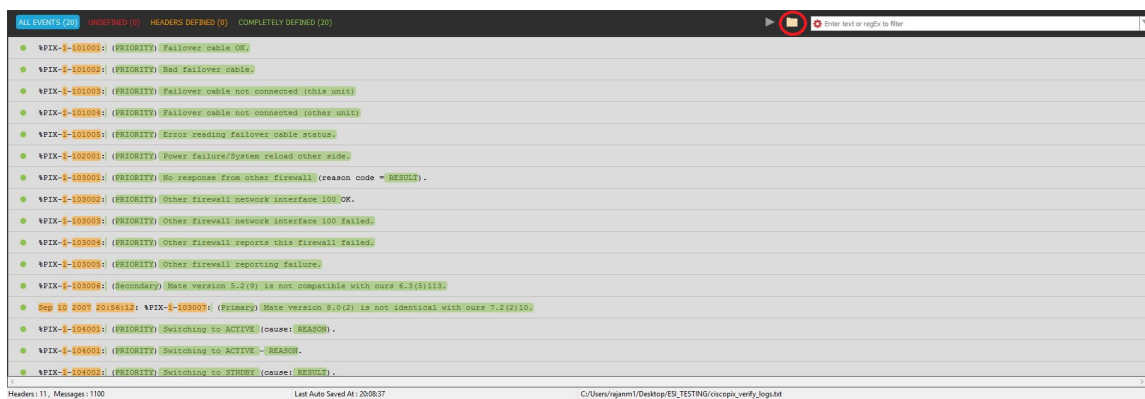 ALL EVENTS (20) UNDEFINED (0) HEADERS DEFINED (0) COMPLETELY DEFINED (20) Enter text or regEx to filter
%PIX-1-101001: (PRIORITY) Failover cable OK.
%PIX-1-101002: (PRIORITY) Bad failover cable.
%PIX-1-101003: (PRIORITY) Failover cable not connected (this unit)
%PIX-1-101004: (PRIORITY) Failover cable not connected (other unit)
%PIX-1-101005: (PRIORITY) Error reading failover cable status.
%PIX-1-102001: (PRIORITY) Power failure/System reload other side.
%PIX-1-103001: (PRIORITY) No response from other firewall (reason code = RESULT).
%PIX-1-103002: (PRIORITY) Other firewall network interface 100 OK.
%PIX-1-103003: (PRIORITY) Other firewall network interface 100 failed.
%PIX-1-103004: (PRIORITY) Other firewall reports this firewall failed.
%PIX-1-103005: (PRIORITY) Other firewall reporting failure.
%PIX-1-103006: (Secondary) Mate version 5.2(9) is not compatible with ours 6.3(5)113.
Sep 10 2007 20:56:12: %PIX-1-103007: (Primary) Mate version 8.0(2) is not identical with ours 7.2(2)10.
%PIX-1-104001: (PRIORITY) Switching to ACTIVE (cause: REASON).
%PIX-1-104001: (PRIORITY) Switching to ACTIVE - REASON.
%PIX-1-104002: (PRIORITY) Switching to STNDBY (cause: RESULT).
Headers : 11 , Messages : 1100 Last Auto Saved At : 20:08:37 C:/Users/rajanm1/Desktop/ESI_TESTING/ciscopix_verify_logs.txt